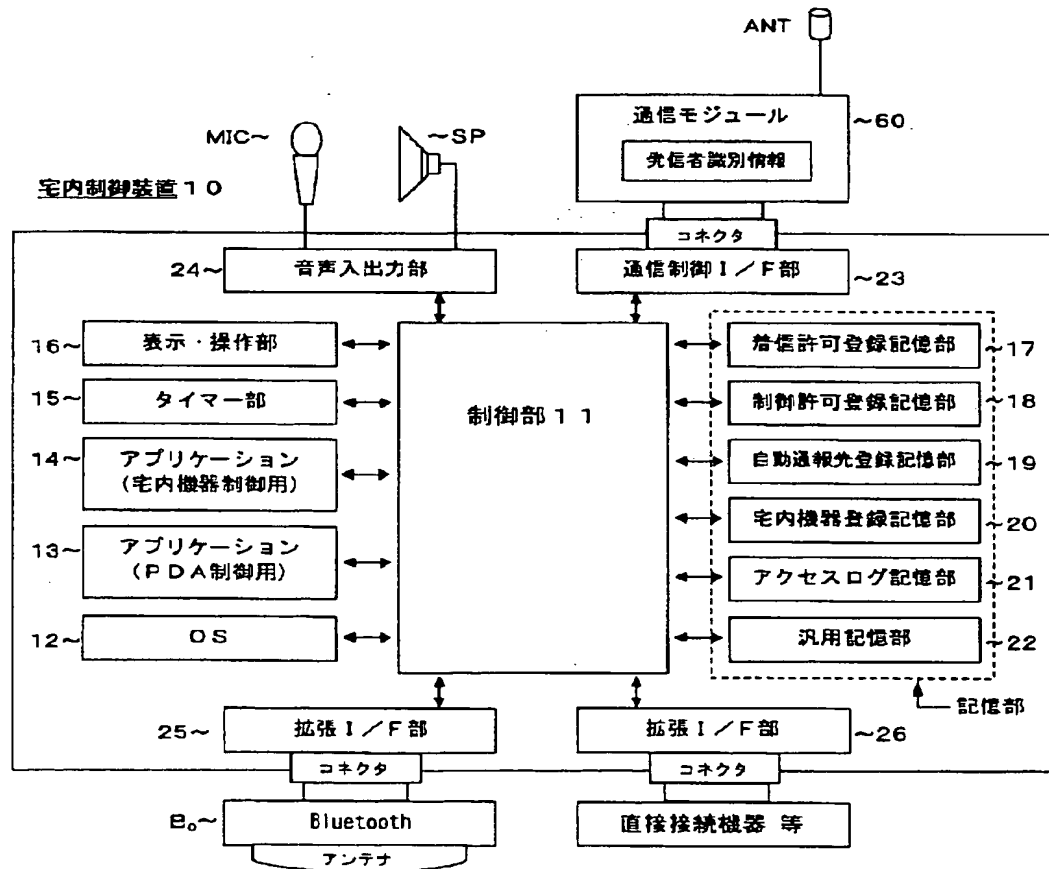 ANT
通信モジュール
~60
発信者識別情報
MIC~
~SP
宅内制御装置10
コネクタ
24~
音声入出力部
通信制御I/F部
~23
16~
表示・操作部
着信許可登録記憶部
~17
15~
タイマー部
制御部11
制御許可登録記憶部
~18
14~
アプリケーション
(宅内機器制御用)
自動通報先登録記憶部
~19
宅内機器登録記憶部
~20
13~
アプリケーション
(PDA制御用)
アクセスログ記憶部
~21
12~
OS
汎用記憶部
~22
記憶部
25~
拡張I/F部
拡張I/F部
~26
コネクタ
コネクタ
B₀~
Bluetooth
直接接続機器 等
アンテナ